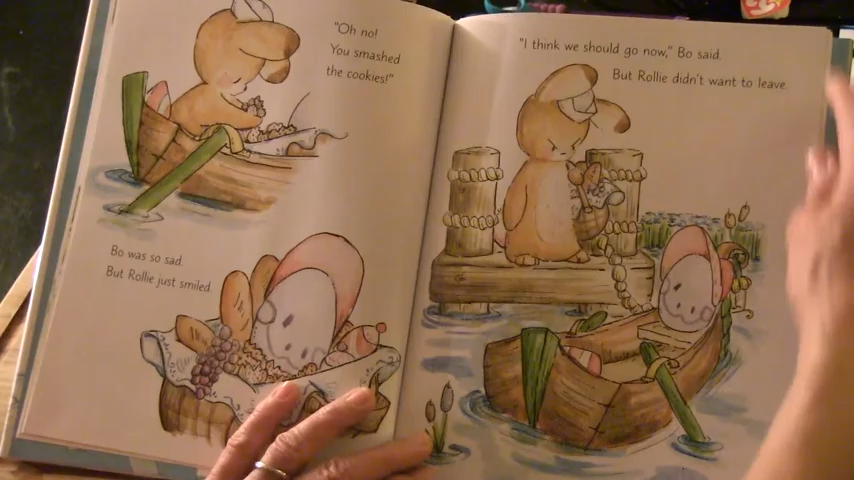 "Oh no!
You smashed
the cookies!"
Bo was so sad.
But Rollie just smiled.
"I think we should go now," Bo said.
But Rollie didn't want to leave.